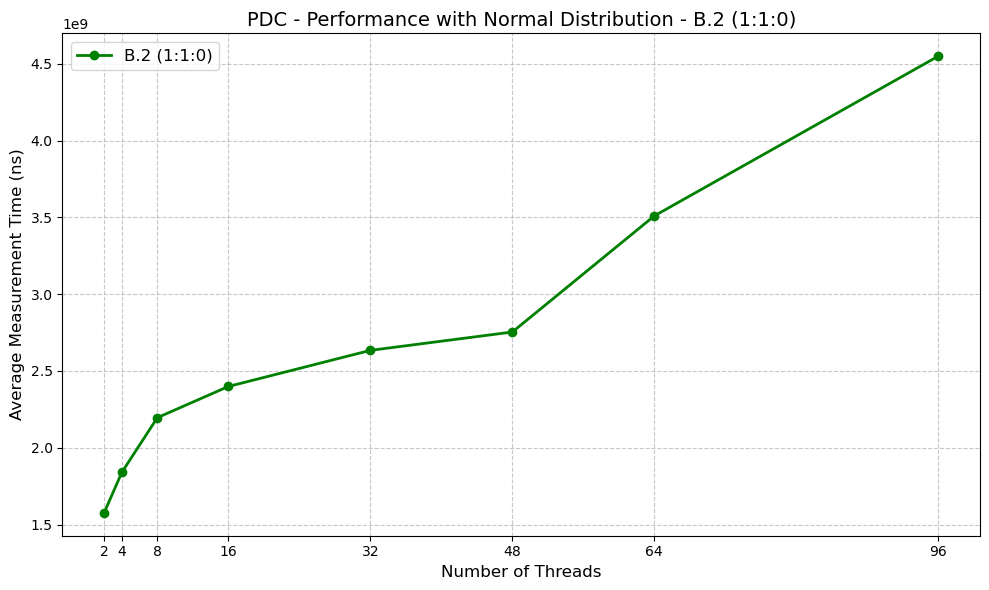 PDC - Performance with Normal Distribution - B.2 (1:1:0)
1e9
B.2 (1:1:0)
4.5
4.0
3.5
3.0
2.5
2.0
1.5
Average Measurement Time (ns)
2 4 8 16 32 48 64 96
Number of Threads